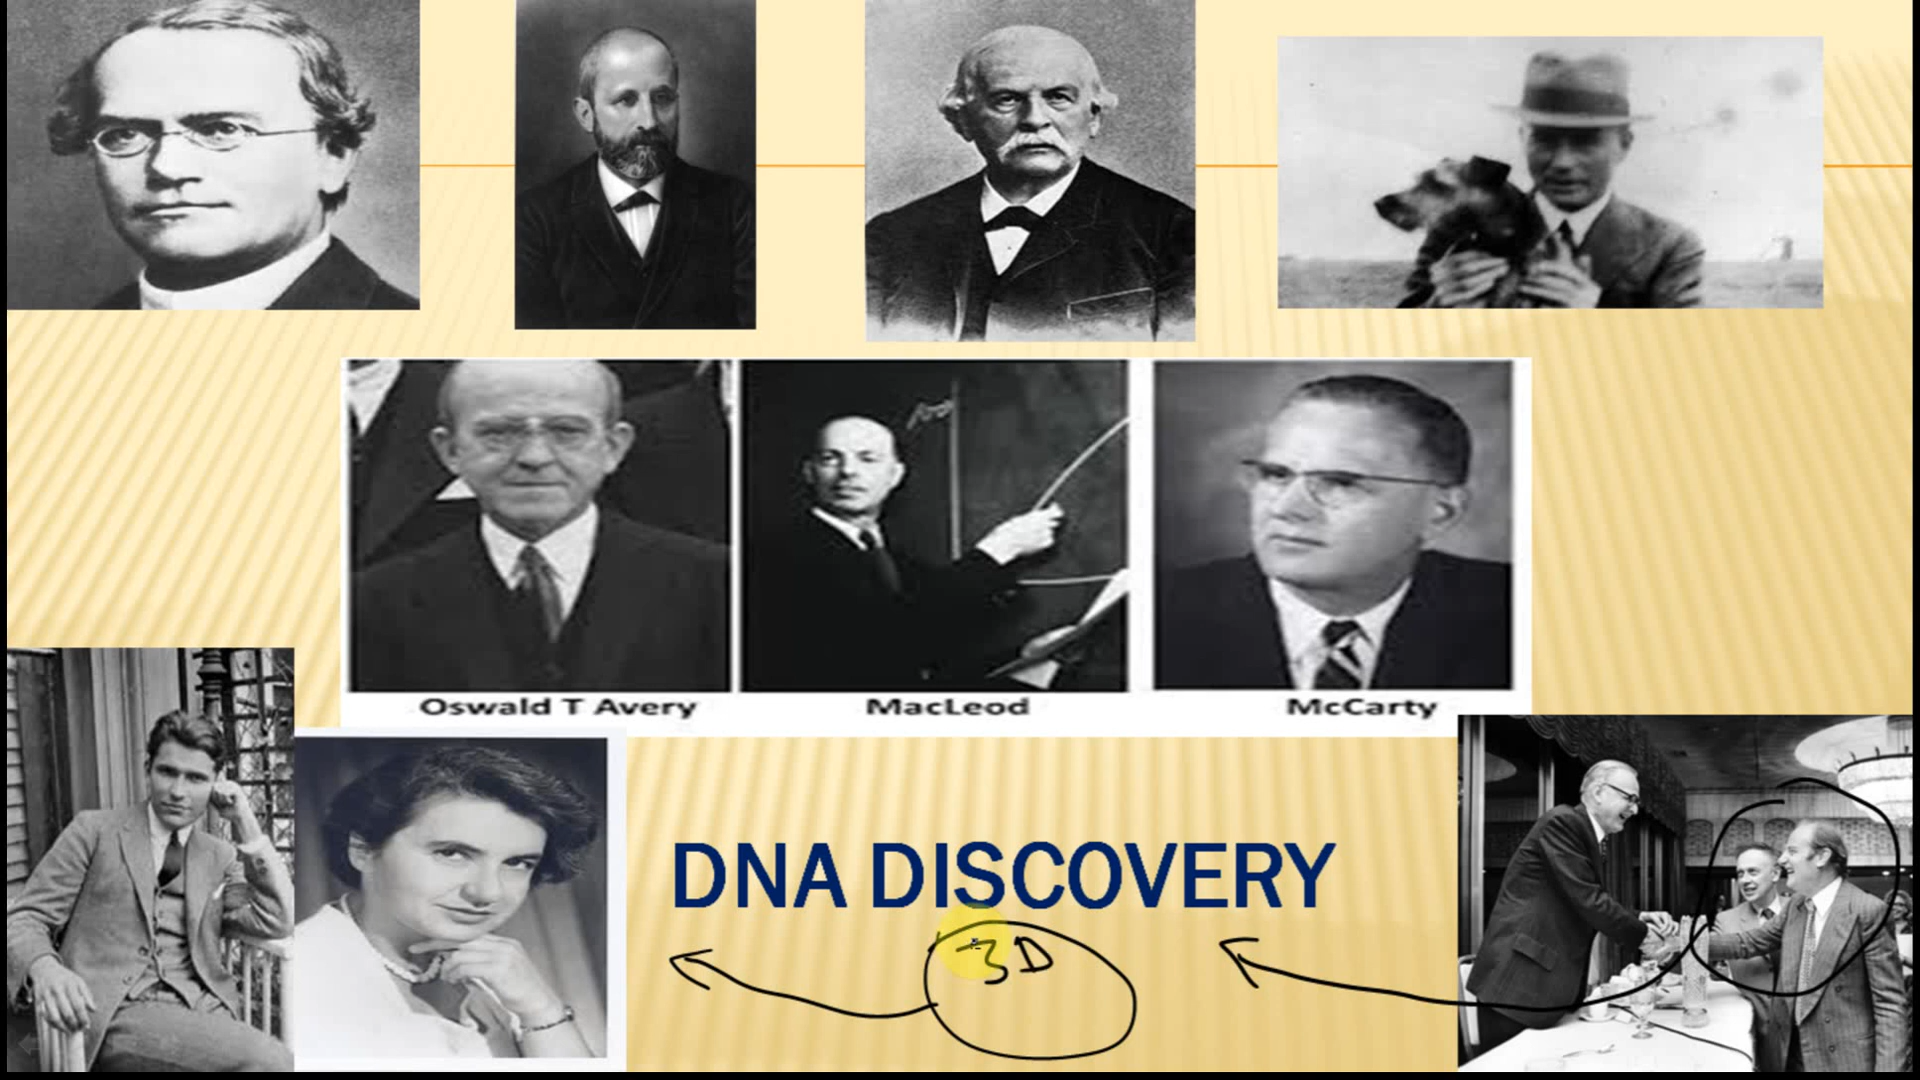 Oswald T Avery
MacLeod
McCarty
DNA DISCOVERY
3D